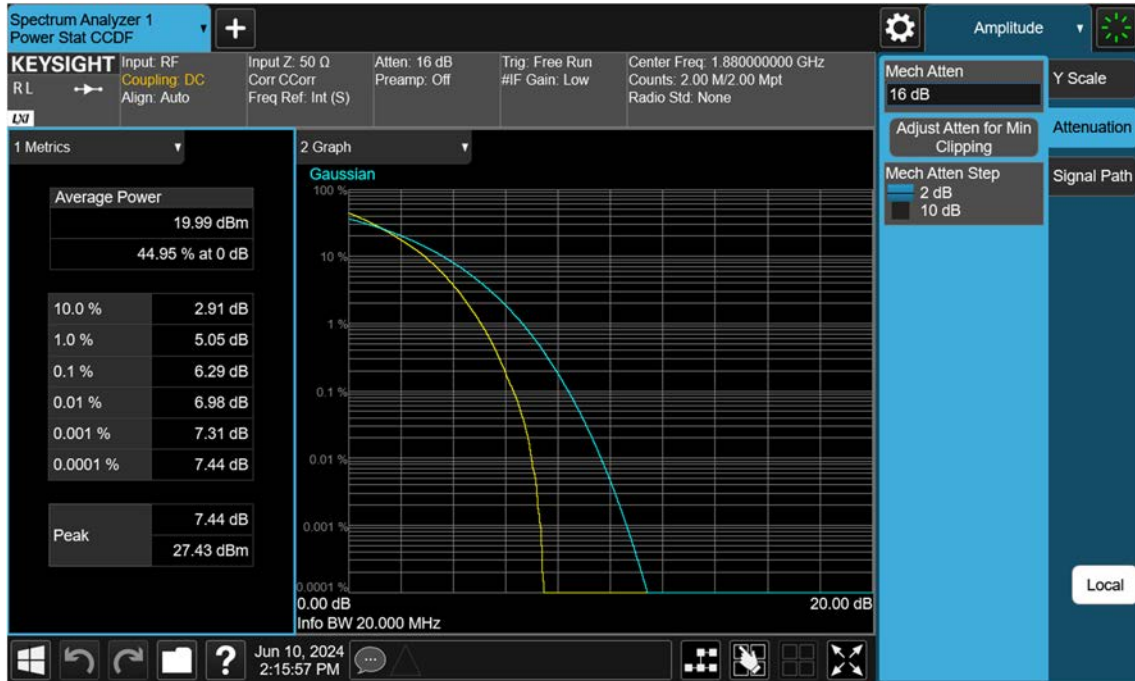 Spectrum Analyzer 1
Power Stat CCDF
+
Amplitude
KEYSIGHT
R L
LXI
Input: RF
Coupling: DC
Align: Auto
Input Z: 50 Ω
Corr CCorr
Freq Ref: Int (S)
Atten: 16 dB
Preamp: Off
Trig: Free Run
#IF Gain: Low
Center Freq: 1.880000000 GHz
Counts: 2.00 M/2.00 Mpt
Radio Std: None
Mech Atten
16 dB
Adjust Atten for Min
Clipping
Mech Atten Step
2 dB
10 dB
Y Scale
Attenuation
Signal Path
1 Metrics
Average Power
19.99 dBm
44.95 % at 0 dB
10.0 % 2.91 dB
1.0 % 5.05 dB
0.1 % 6.29 dB
0.01 % 6.98 dB
0.001 % 7.31 dB
0.0001 % 7.44 dB
Peak
7.44 dB
27.43 dBm
2 Graph
Gaussian
100 %
10 %
1 %
0.1 %
0.01 %
0.001 %
0.0001 %
0.00 dB
20.00 dB
Info BW 20.000 MHz
Local
?
Jun 10, 2024
2:15:57 PM